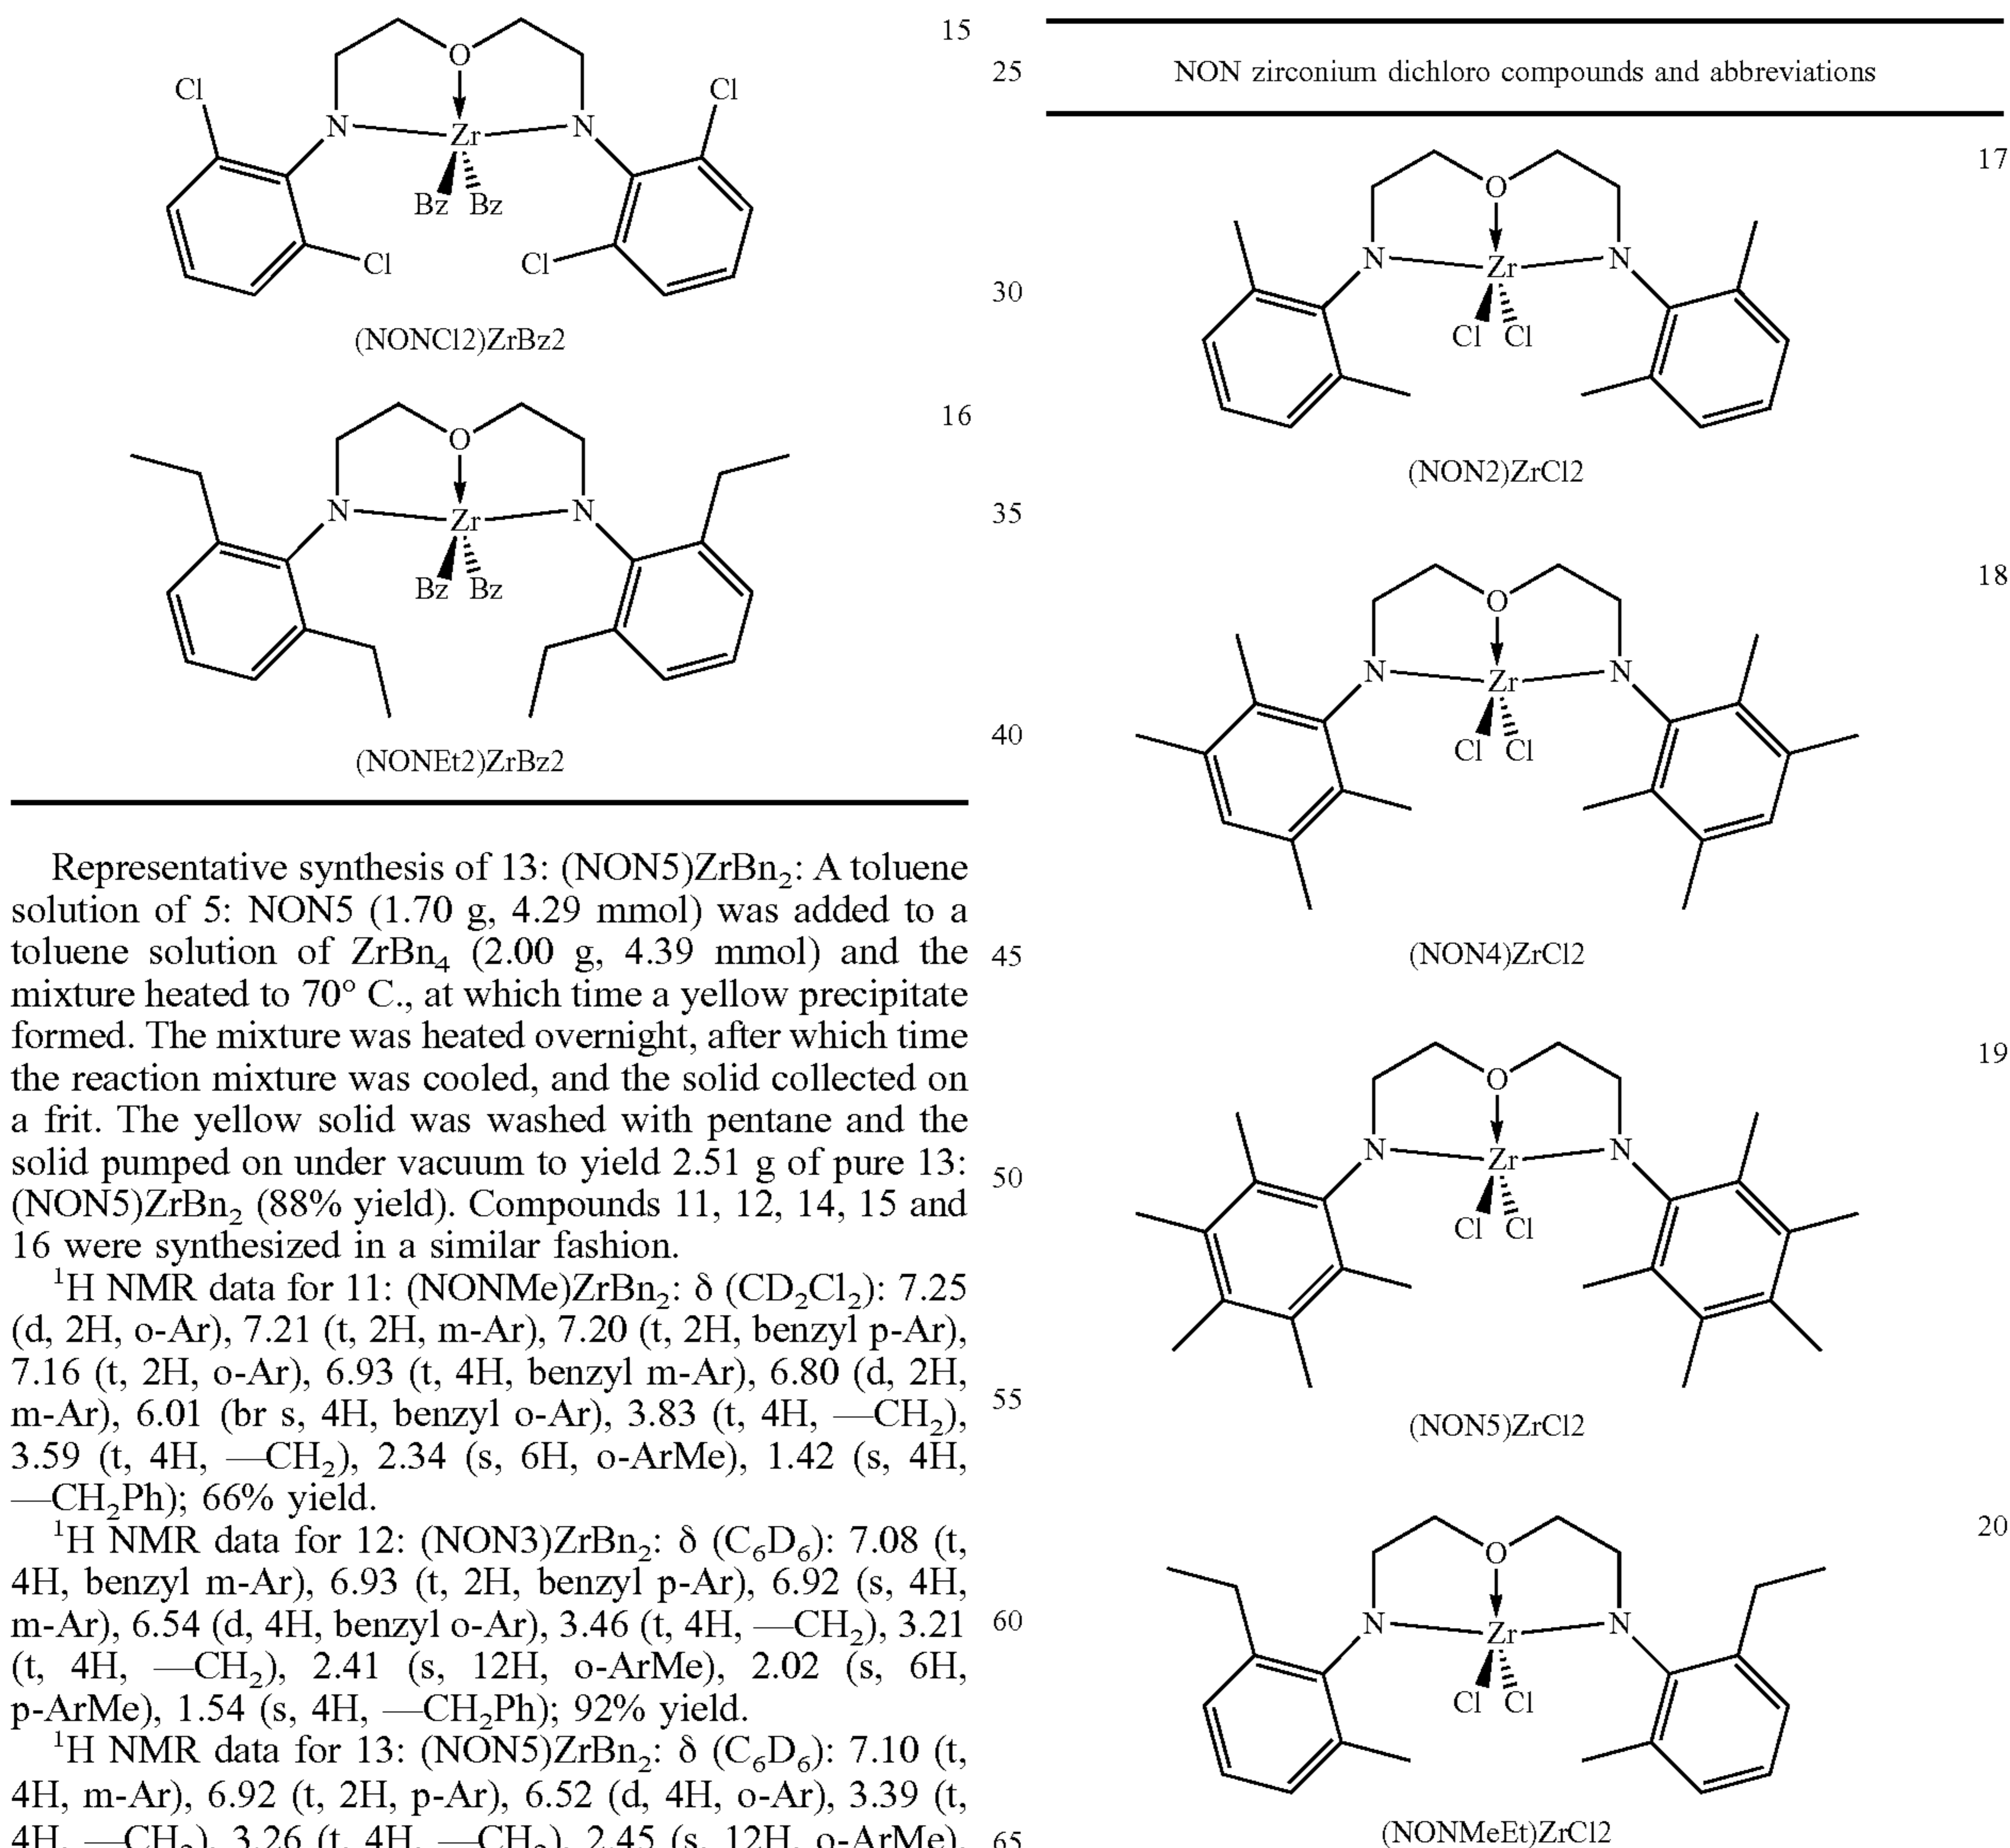 15
Cl
O
Cl
N
Zr
N
Bz
Bz
Cl
Cl
(NONCl2)ZrBz2
16
O
N
Zr
N
Bz
Bz
(NONEt2)ZrBz2
Representative synthesis of 13: (NON5)ZrBn₂: A toluene
solution of 5: NON5 (1.70 g, 4.29 mmol) was added to a
toluene solution of ZrBn₄ (2.00 g, 4.39 mmol) and the
mixture heated to 70° C., at which time a yellow precipitate
formed. The mixture was heated overnight, after which time
the reaction mixture was cooled, and the solid collected on
a frit. The yellow solid was washed with pentane and the
solid pumped on under vacuum to yield 2.51 g of pure 13:
(NON5)ZrBn₂ (88% yield). Compounds 11, 12, 14, 15 and
16 were synthesized in a similar fashion.
¹H NMR data for 11: (NONMe)ZrBn₂: δ (CD₂Cl₂): 7.25
(d, 2H, o-Ar), 7.21 (t, 2H, m-Ar), 7.20 (t, 2H, benzyl p-Ar),
7.16 (t, 2H, o-Ar), 6.93 (t, 4H, benzyl m-Ar), 6.80 (d, 2H,
m-Ar), 6.01 (br s, 4H, benzyl o-Ar), 3.83 (t, 4H, —CH₂),
3.59 (t, 4H, —CH₂), 2.34 (s, 6H, o-ArMe), 1.42 (s, 4H,
—CH₂Ph); 66% yield.
¹H NMR data for 12: (NON3)ZrBn₂: δ (C₆D₆): 7.08 (t,
4H, benzyl m-Ar), 6.93 (t, 2H, benzyl p-Ar), 6.92 (s, 4H,
m-Ar), 6.54 (d, 4H, benzyl o-Ar), 3.46 (t, 4H, —CH₂), 3.21
(t, 4H, —CH₂), 2.41 (s, 12H, o-ArMe), 2.02 (s, 6H,
p-ArMe), 1.54 (s, 4H, —CH₂Ph); 92% yield.
¹H NMR data for 13: (NON5)ZrBn₂: δ (C₆D₆): 7.10 (t,
4H, m-Ar), 6.92 (t, 2H, p-Ar), 6.52 (d, 4H, o-Ar), 3.39 (t,
4H, —CH₂), 3.26 (t, 4H, —CH₂), 2.45 (s, 12H, o-ArMe),
25
30
35
40
45
50
55
60
65
NON zirconium dichloro compounds and abbreviations
17
O
N
Zr
N
Cl
Cl
(NON2)ZrCl2
18
O
N
Zr
N
Cl
Cl
(NON4)ZrCl2
19
O
N
Zr
N
Cl
Cl
(NON5)ZrCl2
20
O
N
Zr
N
Cl
Cl
(NONMeEt)ZrCl2